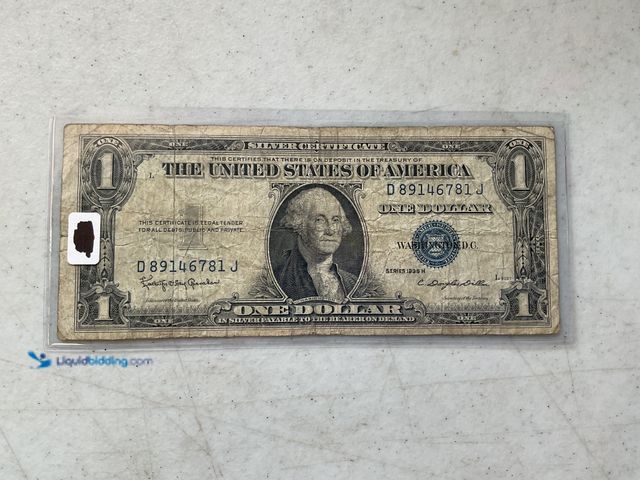 ONE SILVER CERTIFICATE ONE
1 1
THIS CERTIFIES THAT THERE IS ON DEPOSIT IN THE TREASURY OF
L
THE UNITED STATES OF AMERICA
D 89146781 J
ONE DOLLAR
THIS CERTIFICATE IS LEGAL TENDER
FOR ALL DEBTS PUBLIC AND PRIVATE
WASHINGTON, D.C.
D 89146781 J
SERIES 1935 H
C. Douglas Dillon
1 1
ONE DOLLAR
IN SILVER PAYABLE TO THE BEARER ON DEMAND
Liquidbidding.com